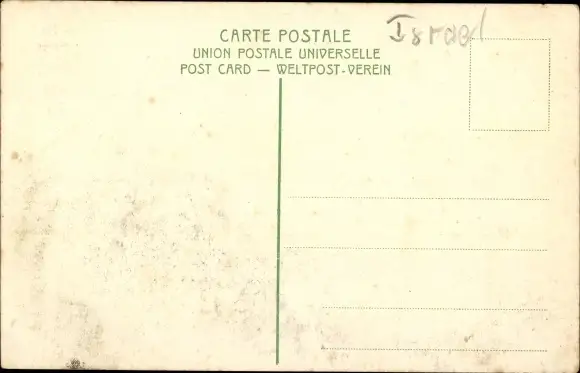 CARTE POSTALE
Israel
UNION POSTALE UNIVERSELLE
POST CARD — WELTPOST-VEREIN